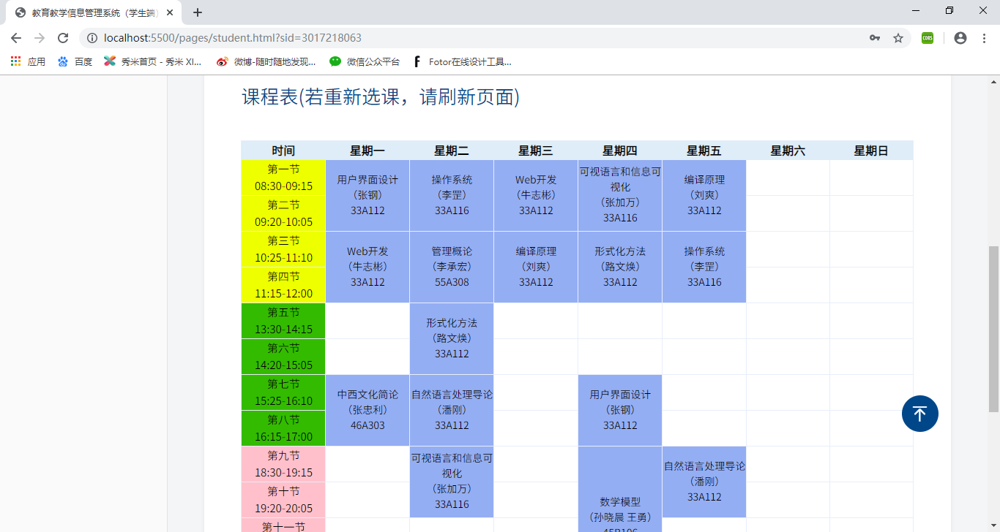 教育教学信息管理系统（学生端）
localhost:5500/pages/student.html?sid=3017218063
CORS
应用
百度
秀米首页 - 秀米 XI...
微博-随时随地发现...
微信公众平台
Fotor在线设计工具...
课程表(若重新选课，请刷新页面)
时间 星期一 星期二 星期三 星期四 星期五 星期六 星期日
第一节
08:30-09:15
第二节
09:20-10:05
用户界面设计
（张钢）
33A112
操作系统
（李罡）
33A116
Web开发
（牛志彬）
33A112
可视语言和信息可
视化
（张加万）
33A116
编译原理
（刘爽）
33A112
第三节
10:25-11:10
第四节
11:15-12:00
Web开发
（牛志彬）
33A112
管理概论
（李承宏）
55A308
编译原理
（刘爽）
33A112
形式化方法
（路文焕）
33A112
操作系统
（李罡）
33A116
第五节
13:30-14:15
第六节
14:20-15:05
形式化方法
（路文焕）
33A112
第七节
15:25-16:10
第八节
16:15-17:00
中西文化简论
（张忠利）
46A303
自然语言处理导论
（潘刚）
33A112
用户界面设计
（张钢）
33A112
第九节
18:30-19:15
第十节
19:20-20:05
第十一节
可视语言和信息可
视化
（张加万）
33A116
数学模型
（孙晓晨 王勇）
45B106
自然语言处理导论
（潘刚）
33A112